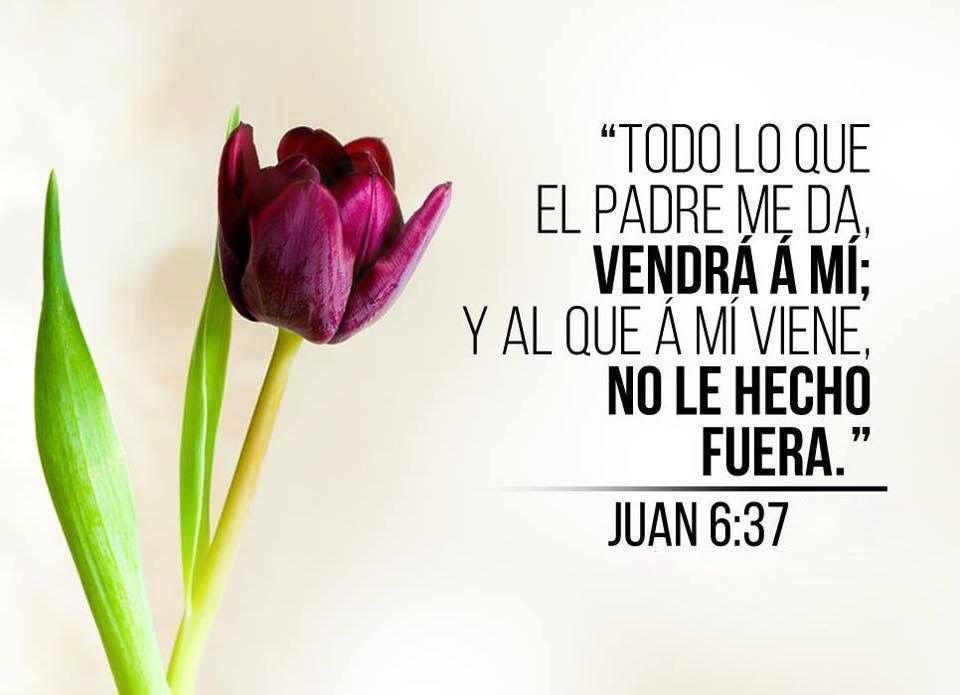 “TODO LO QUE
EL PADRE ME DA,
VENDRÁ Á MÍ;
Y AL QUE Á MÍ VIENE,
NO LE HECHO
FUERA.”
JUAN 6:37